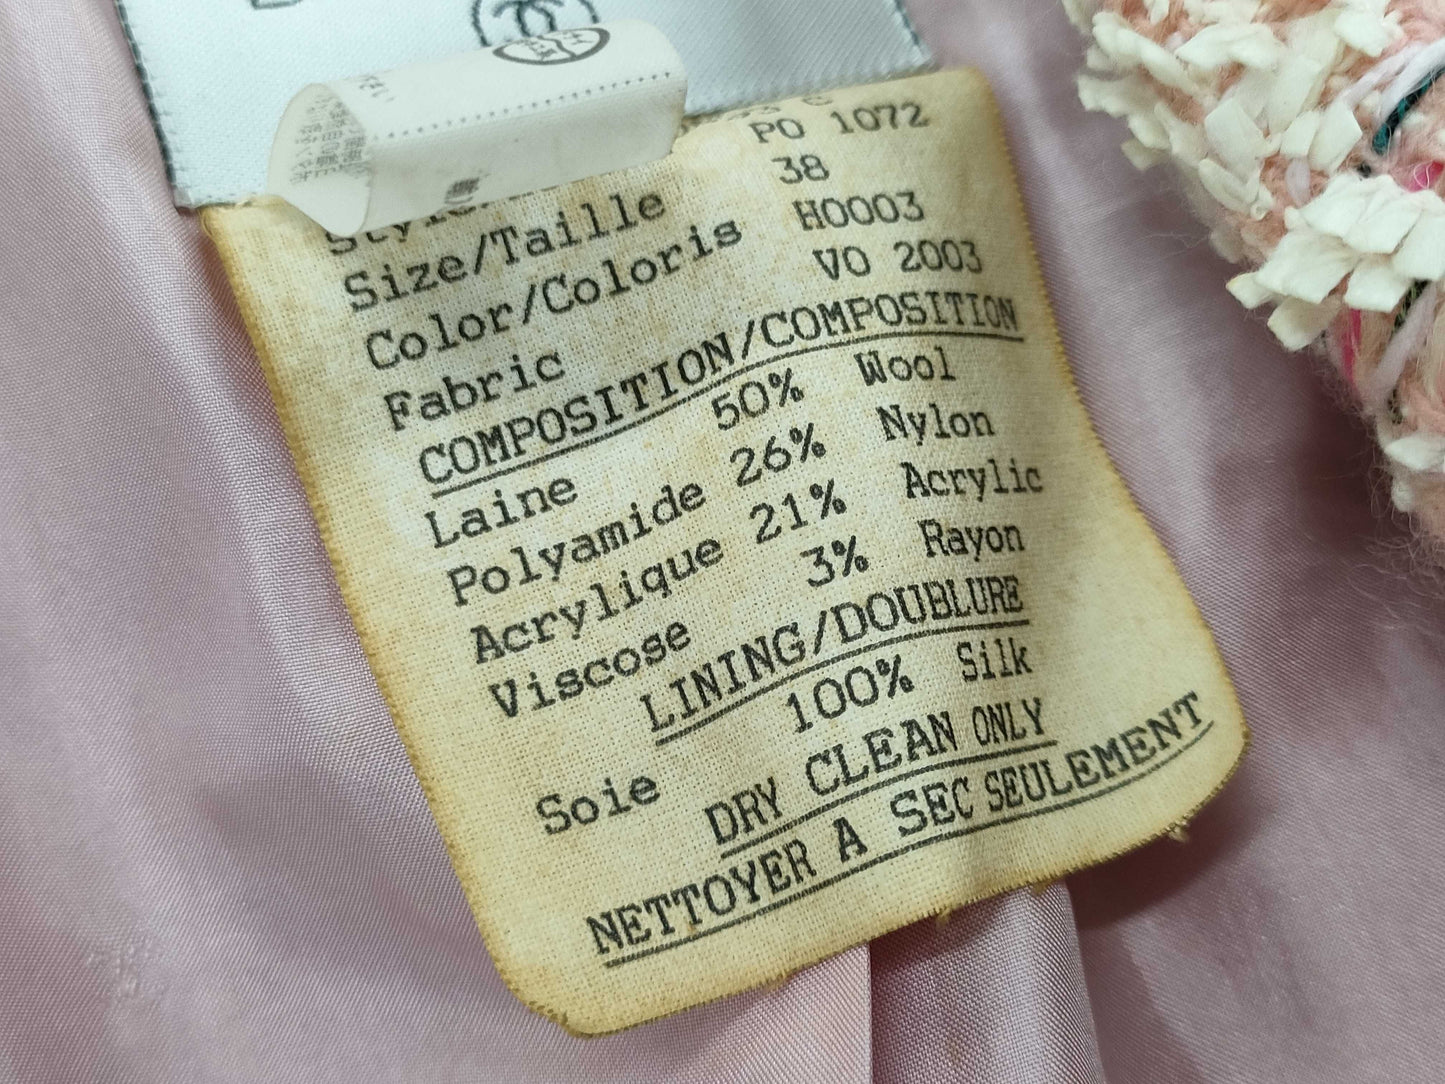 PO 1072
Size/Taille 38
Color/Coloris H0003
Fabric VO 2003
COMPOSITION/COMPOSITION
Laine 50% Wool
Polyamide 26% Nylon
Acrylique 21% Acrylic
Viscose 3% Rayon
LINING/DOUBLURE
Soie 100% Silk
DRY CLEAN ONLY
NETTOYER A SEC SEULEMENT